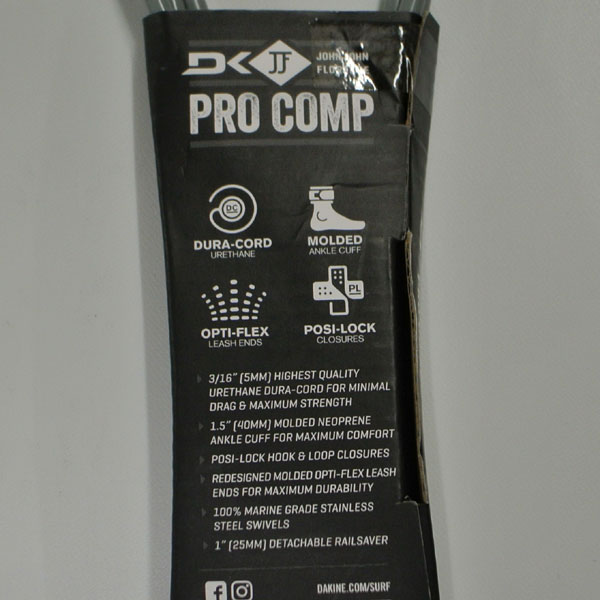 DK JJF JOHN JOHN
PRO COMP
DC
DURA-CORD
URETHANE
MOLDED
ANKLE CUFF
OPTI-FLEX
LEASH ENDS
PL
POSI-LOCK
CLOSURES
3/16" (5MM) HIGHEST QUALITY
URETHANE DURA-CORD FOR MINIMAL
DRAG & MAXIMUM STRENGTH
1.5" (40MM) MOLDED NEOPRENE
ANKLE CUFF FOR MAXIMUM COMFORT
POSI-LOCK HOOK & LOOP CLOSURES
REDESIGNED MOLDED OPTI-FLEX LEASH
ENDS FOR MAXIMUM DURABILITY
100% MARINE GRADE STAINLESS
STEEL SWIVELS
1" (25MM) DETACHABLE RAILSAVER
DAKINE.COM/SURF